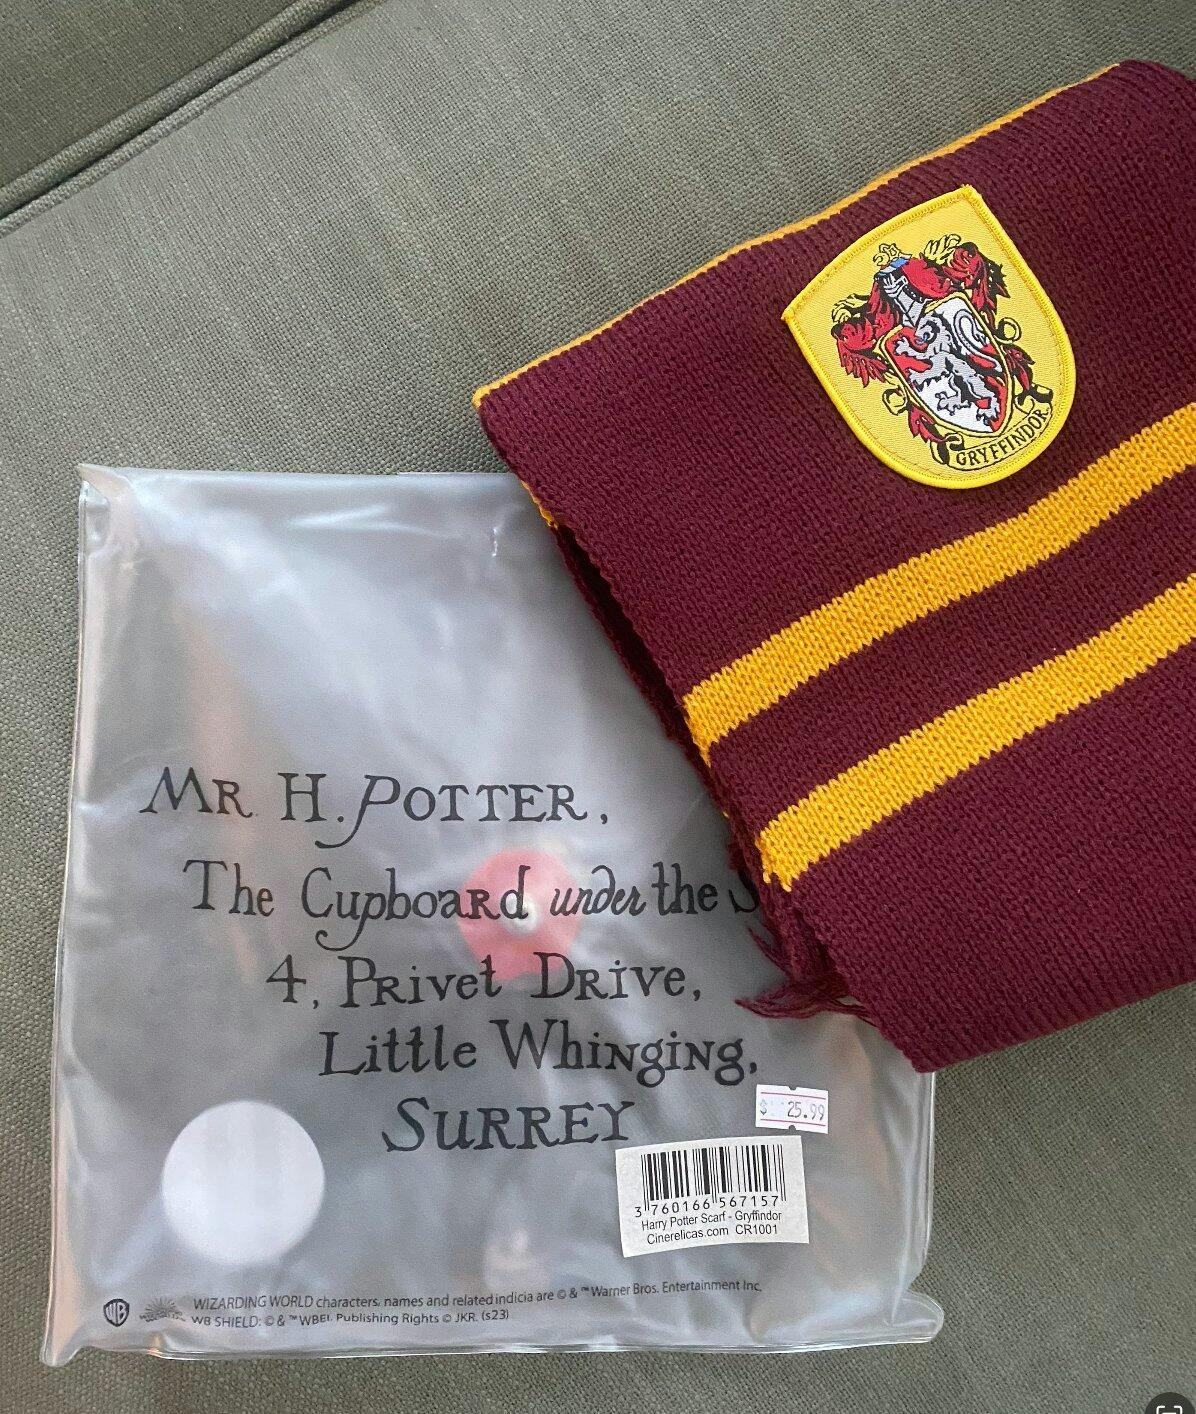 GRYFFINDOR
MR. H. POTTER,
The Cupboard under the
4, Privet Drive,
Little Whinging,
SURREY
$ 25.99
3 760166 567157
Harry Potter Scarf - Gryffindor
Cinerelicas.com CR1001
WB
WIZARDING WORLD characters, names and related indicia are © & ™ Warner Bros. Entertainment Inc.
WB SHIELD: © & ™ WBEI. Publishing Rights © JKR. (s23)